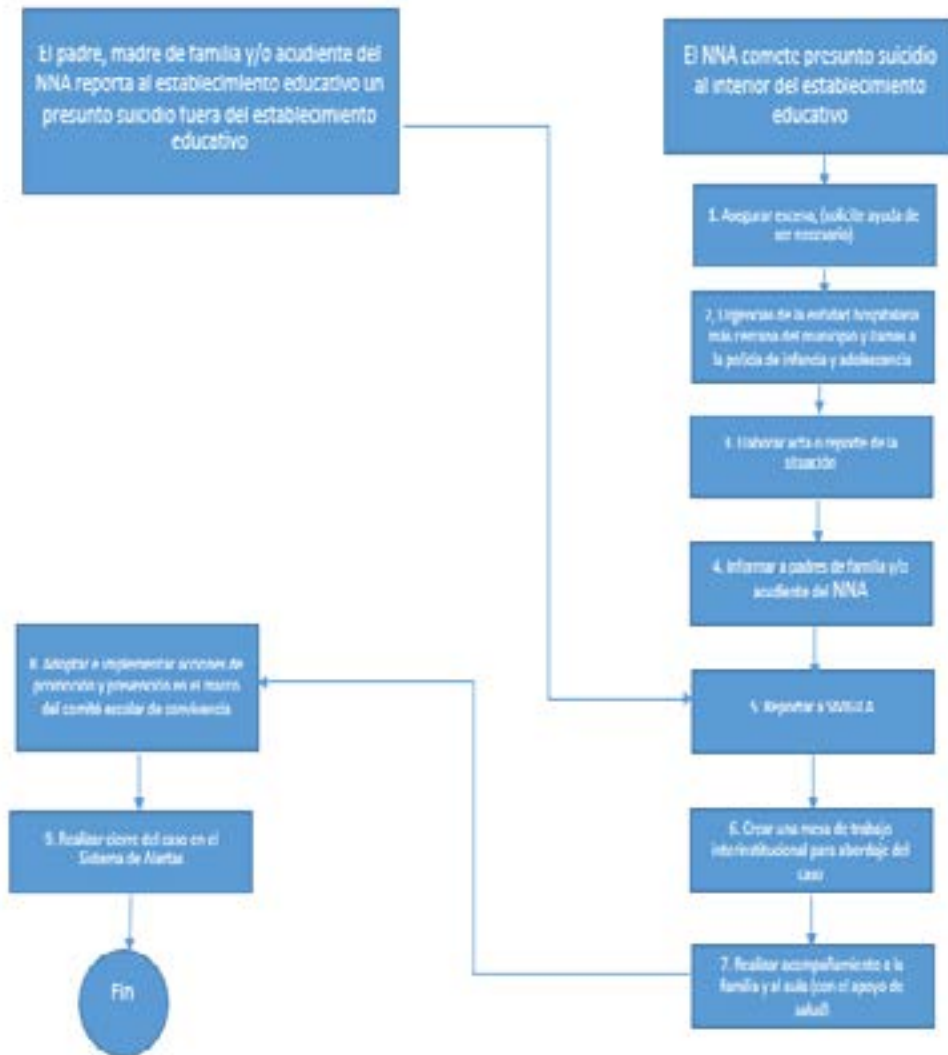 El padre, madre de familia y/o acudiente del
NNA reporta al establecimiento educativo un
presunto suicidio fuera del establecimiento
educativo
El NNA comete presunto suicidio
al interior del establecimiento
educativo
1. Asegurar escena, (solicite ayuda de
ser necesario)
2, Urgencias de la entidad hospitalaria
más cercana del municipio y llamar a
la policía de infancia y adolescencia
3. Elaborar acta o reporte de la
situación
4. Informar a padres de familia y/o
acudiente del NNA
5. Reportar a
6. Crear una mesa de trabajo
interinstitucional para abordaje del
caso
7. Realizar acompañamiento a la
familia y al aula (con el apoyo de
salud)
8. Adoptar e implementar acciones de
promoción y prevención en el marco
del comité escolar de convivencia
9. Realizar cierre del caso en el
Sistema de Alertas
Fin